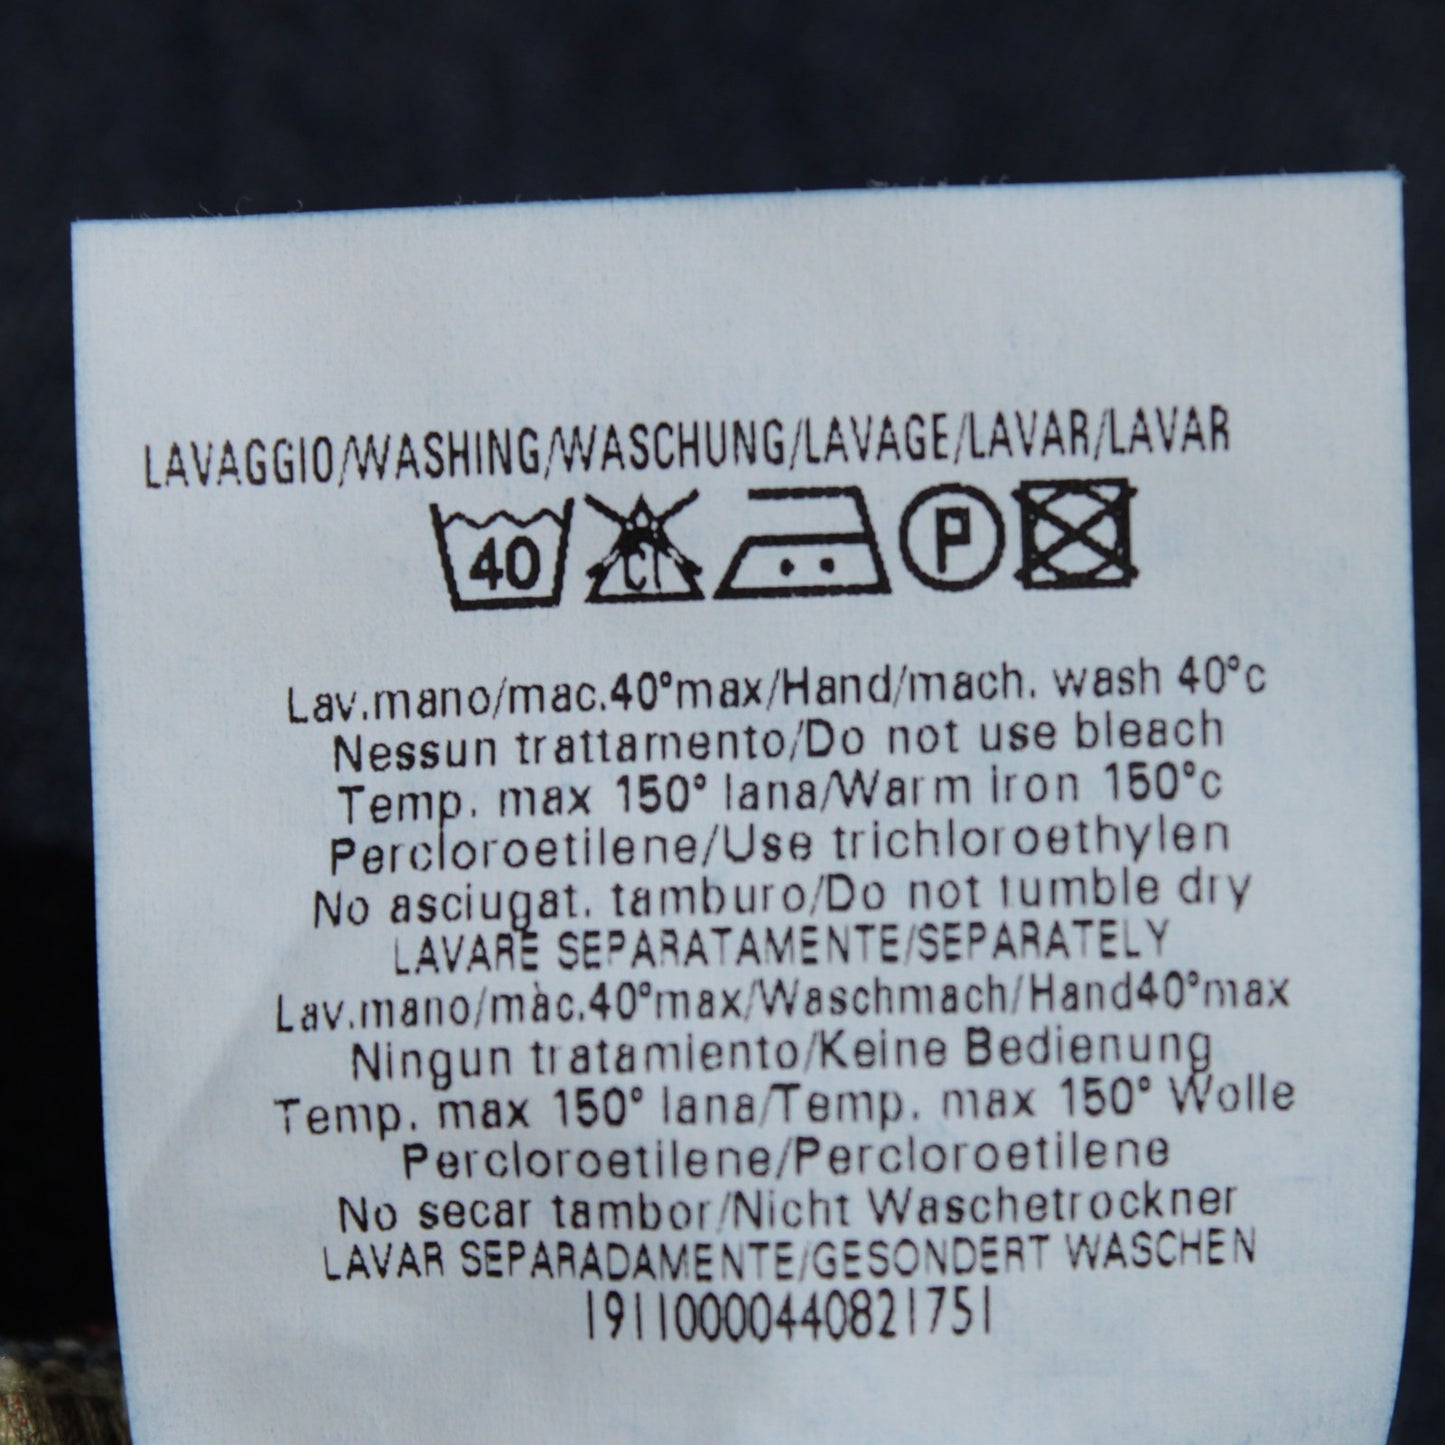 LAVAGGIO/WASHING/WASCHUNG/LAVAGE/LAVAR/LAVAR
40 Cl P
Lav.mano/mac.40°max/Hand/mach. wash 40°c
Nessun trattamento/Do not use bleach
Temp. max 150° lana/Warm iron 150°c
Percloroetilene/Use trichloroethylen
No asciugat. tamburo/Do not tumble dry
LAVARE SEPARATAMENTE/SEPARATELY
Lav.mano/mac.40°max/Waschmach/Hand40°max
Ningun tratamiento/Keine Bedienung
Temp. max 150° lana/Temp. max 150° Wolle
Percloroetilene/Percloroetilene
No secar tambor/Nicht Waschetrockner
LAVAR SEPARADAMENTE/GESONDERT WASCHEN
19110000440821751